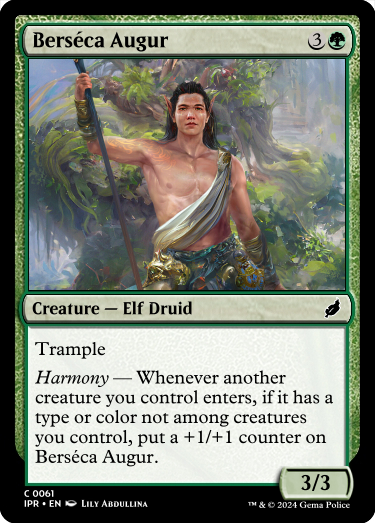 Berséca Augur 3
Creature — Elf Druid
Trample
Harmony — Whenever another
creature you control enters, if it has a
type or color not among creatures
you control, put a +1/+1 counter on
Berséca Augur.
3/3
C 0061
IPR • EN Lily Abdullina
™ & © 2024 Gema Police